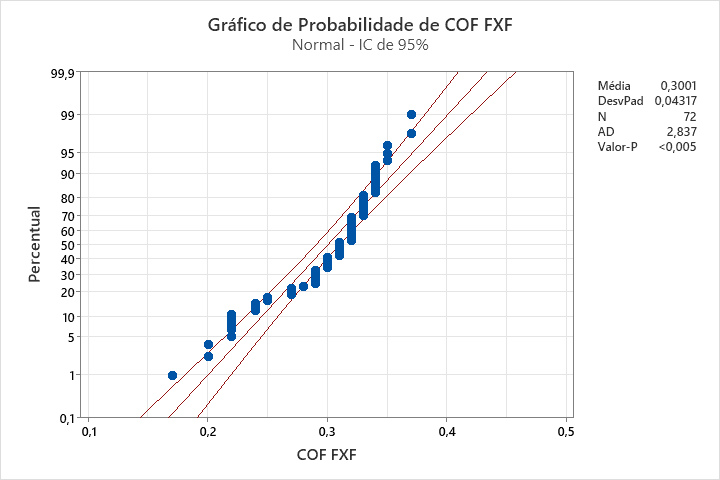 Gráfico de Probabilidade de COF FXF
Normal - IC de 95%
99,9
99
95
90
80
70
60
50
40
30
20
10
5
1
0,1
Percentual
0,1
0,2
0,3
0,4
0,5
COF FXF
Média 0,3001
DesvPad 0,04317
N 72
AD 2,837
Valor-P <0,005